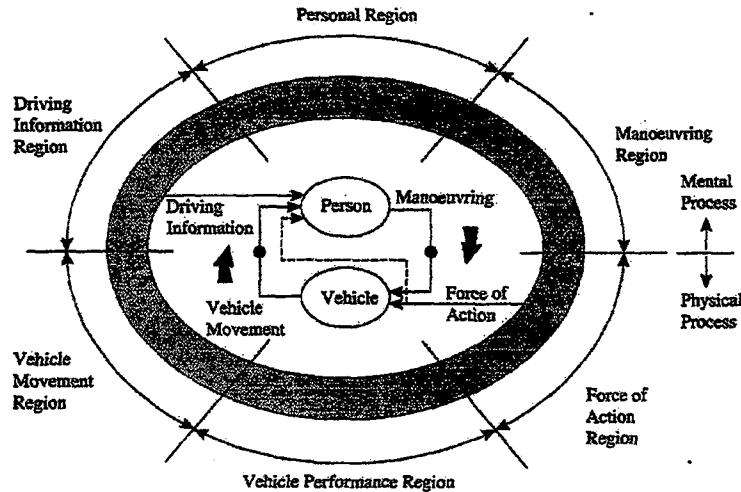 Personal Region
Driving
Information
Region
Manoeuvring
Region
Mental
Process
Person
Manoeuvring
Driving
Information
Vehicle
Force of
Action
Vehicle
Movement
Physical
Process
Vehicle
Movement
Region
Force of
Action
Region
Vehicle Performance Region